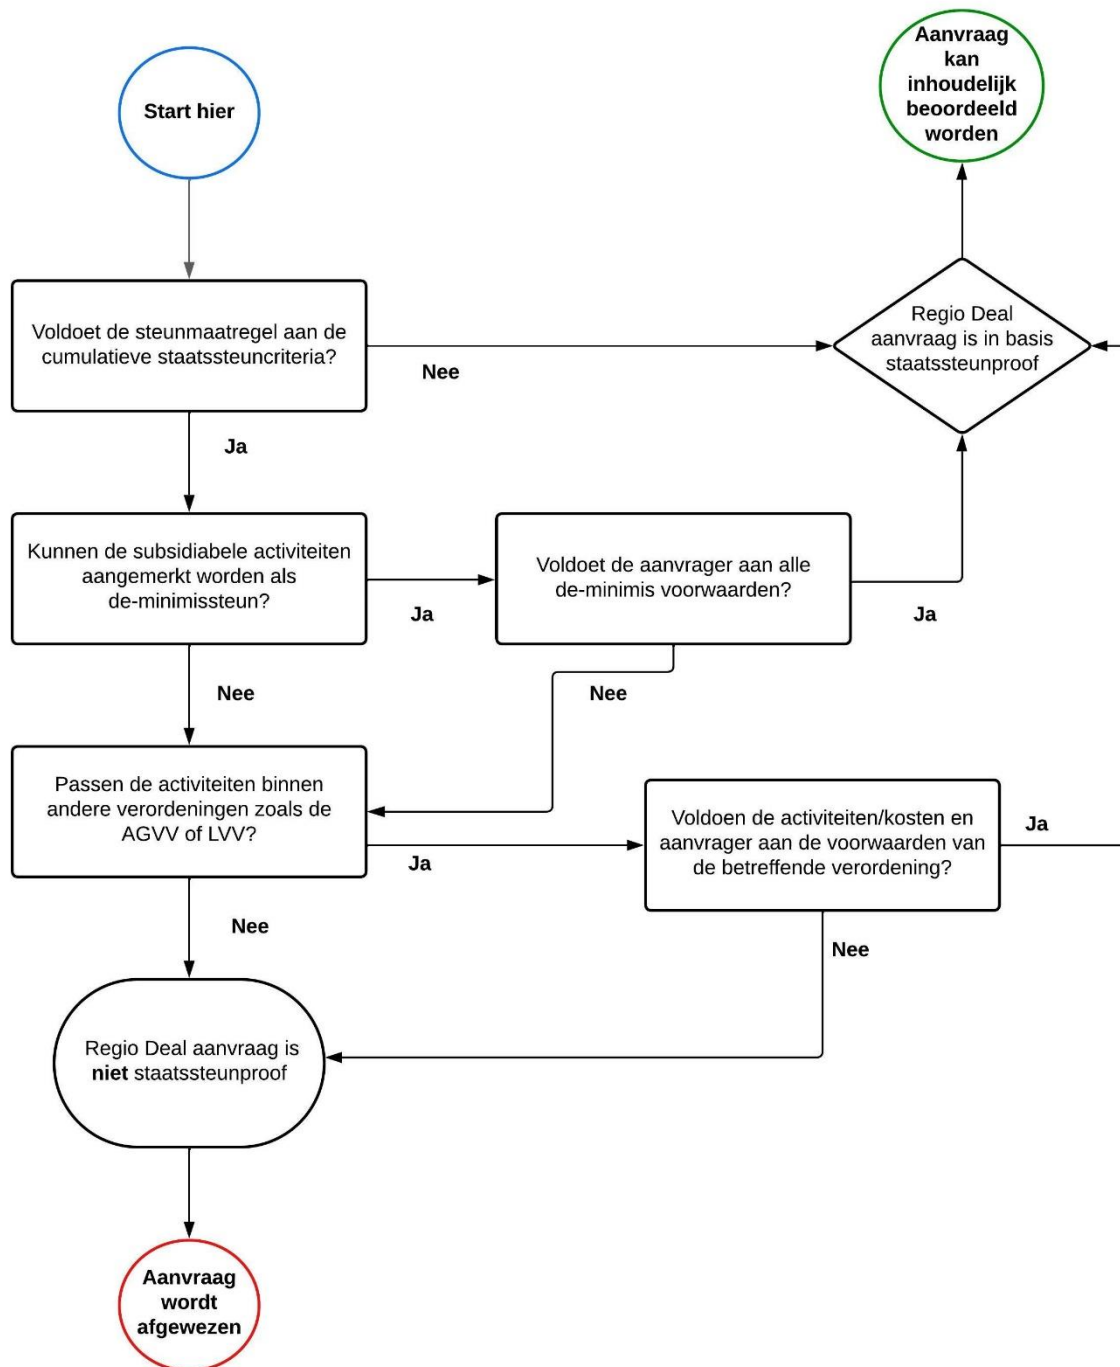 Start hier
Aanvraag
kan
inhoudelijk
beoordeeld
worden
Voldoet de steunmaatregel aan de
cumulatieve staatssteuncriteria?
Nee
Regio Deal
aanvraag is in basis
staatssteunproof
Ja
Kunnen de subsidiabele activiteiten
aangemerkt worden als
de-minimissteun?
Ja
Voldoet de aanvrager aan alle
de-minimis voorwaarden?
Ja
Nee
Nee
Passen de activiteiten binnen
andere verordeningen zoals de
AGVV of LVV?
Ja
Voldoen de activiteiten/kosten en
aanvrager aan de voorwaarden van
de betreffende verordening?
Ja
Nee
Nee
Regio Deal aanvraag is
niet staatssteunproof
Aanvraag
wordt
afgewezen